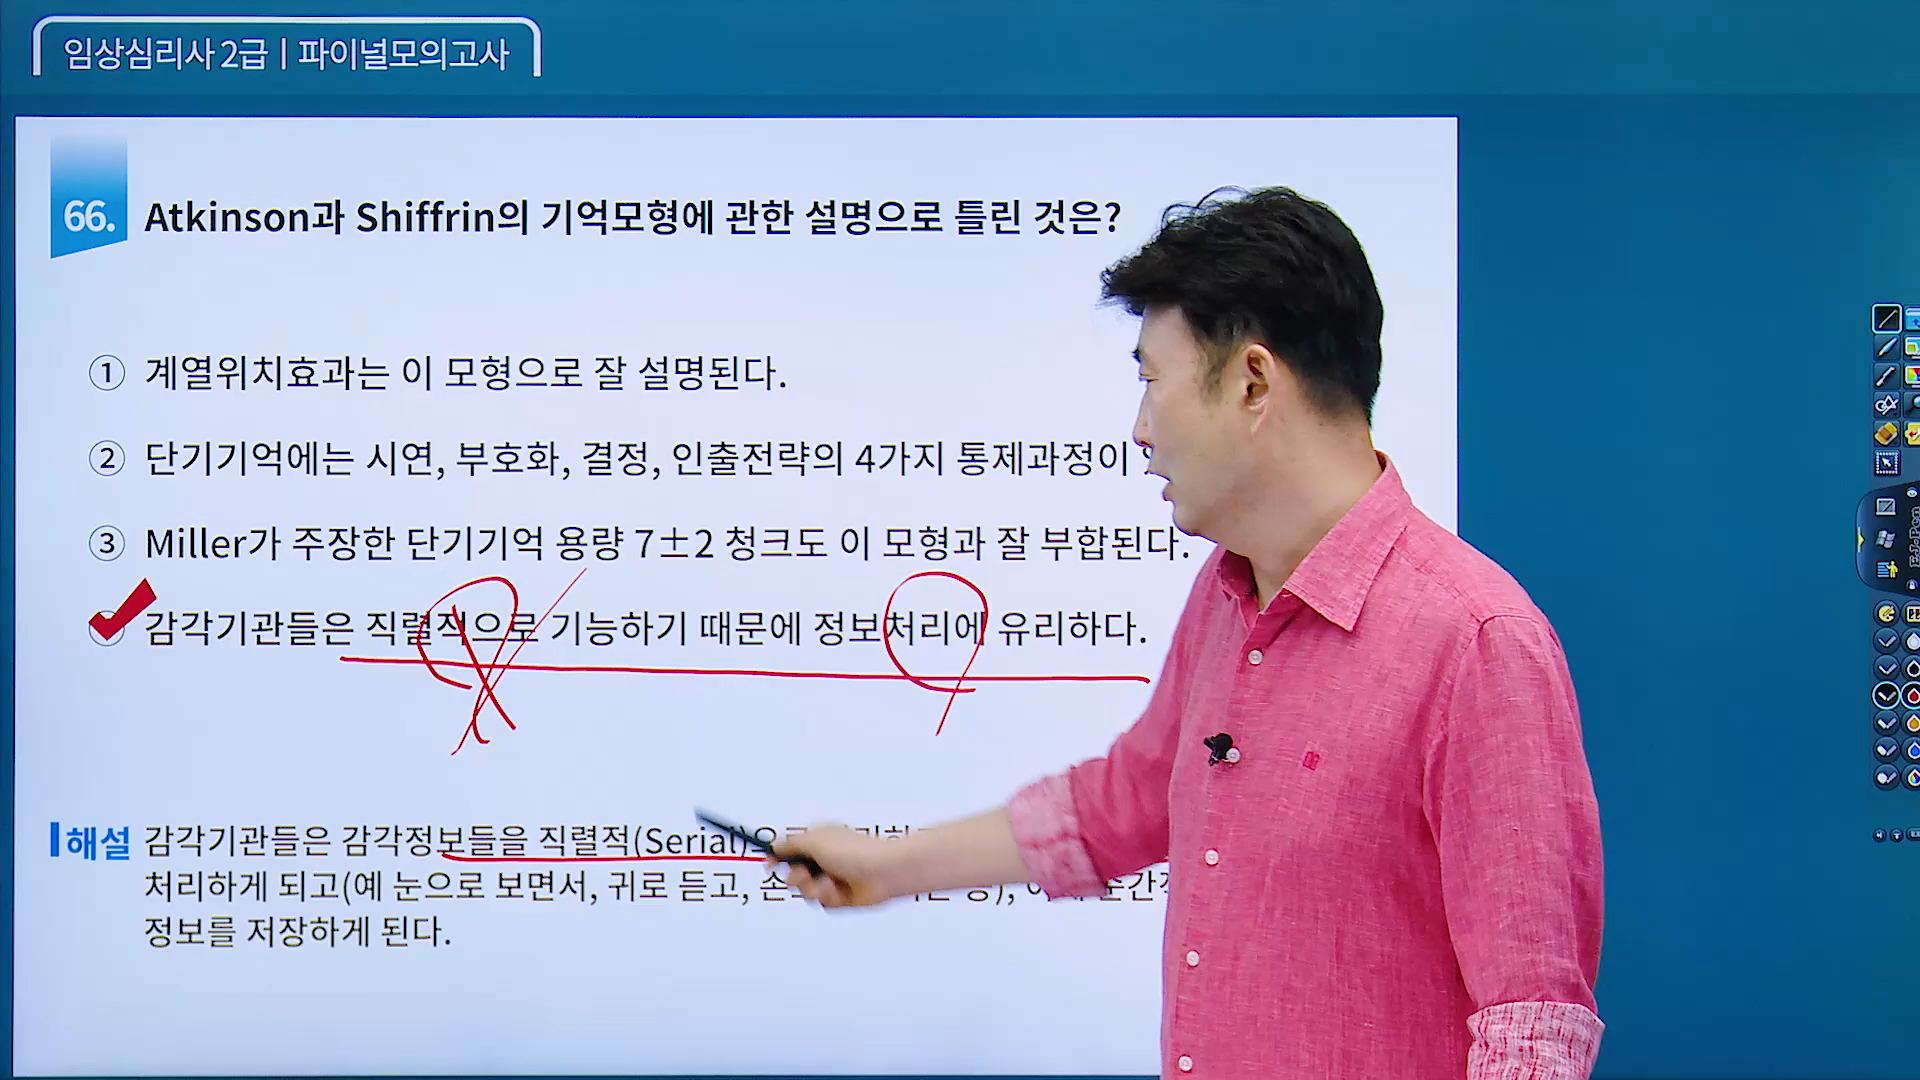 임상심리사 2급 | 파이널모의고사
66. Atkinson과 Shiffrin의 기억모형에 관한 설명으로 틀린 것은?
① 계열위치효과는 이 모형으로 잘 설명된다.
② 단기기억에는 시연, 부호화, 결정, 인출전략의 4가지 통제과정이
③ Miller가 주장한 단기기억 용량 7±2 청크도 이 모형과 잘 부합된다.
감각기관들은 직렬적으로 기능하기 때문에 정보처리에 유리하다.
해설 감각기관들은 감각정보들을 직렬적(Serial)으로
처리하게 되고(예 눈으로 보면서, 귀로 듣고,
정보를 저장하게 된다.